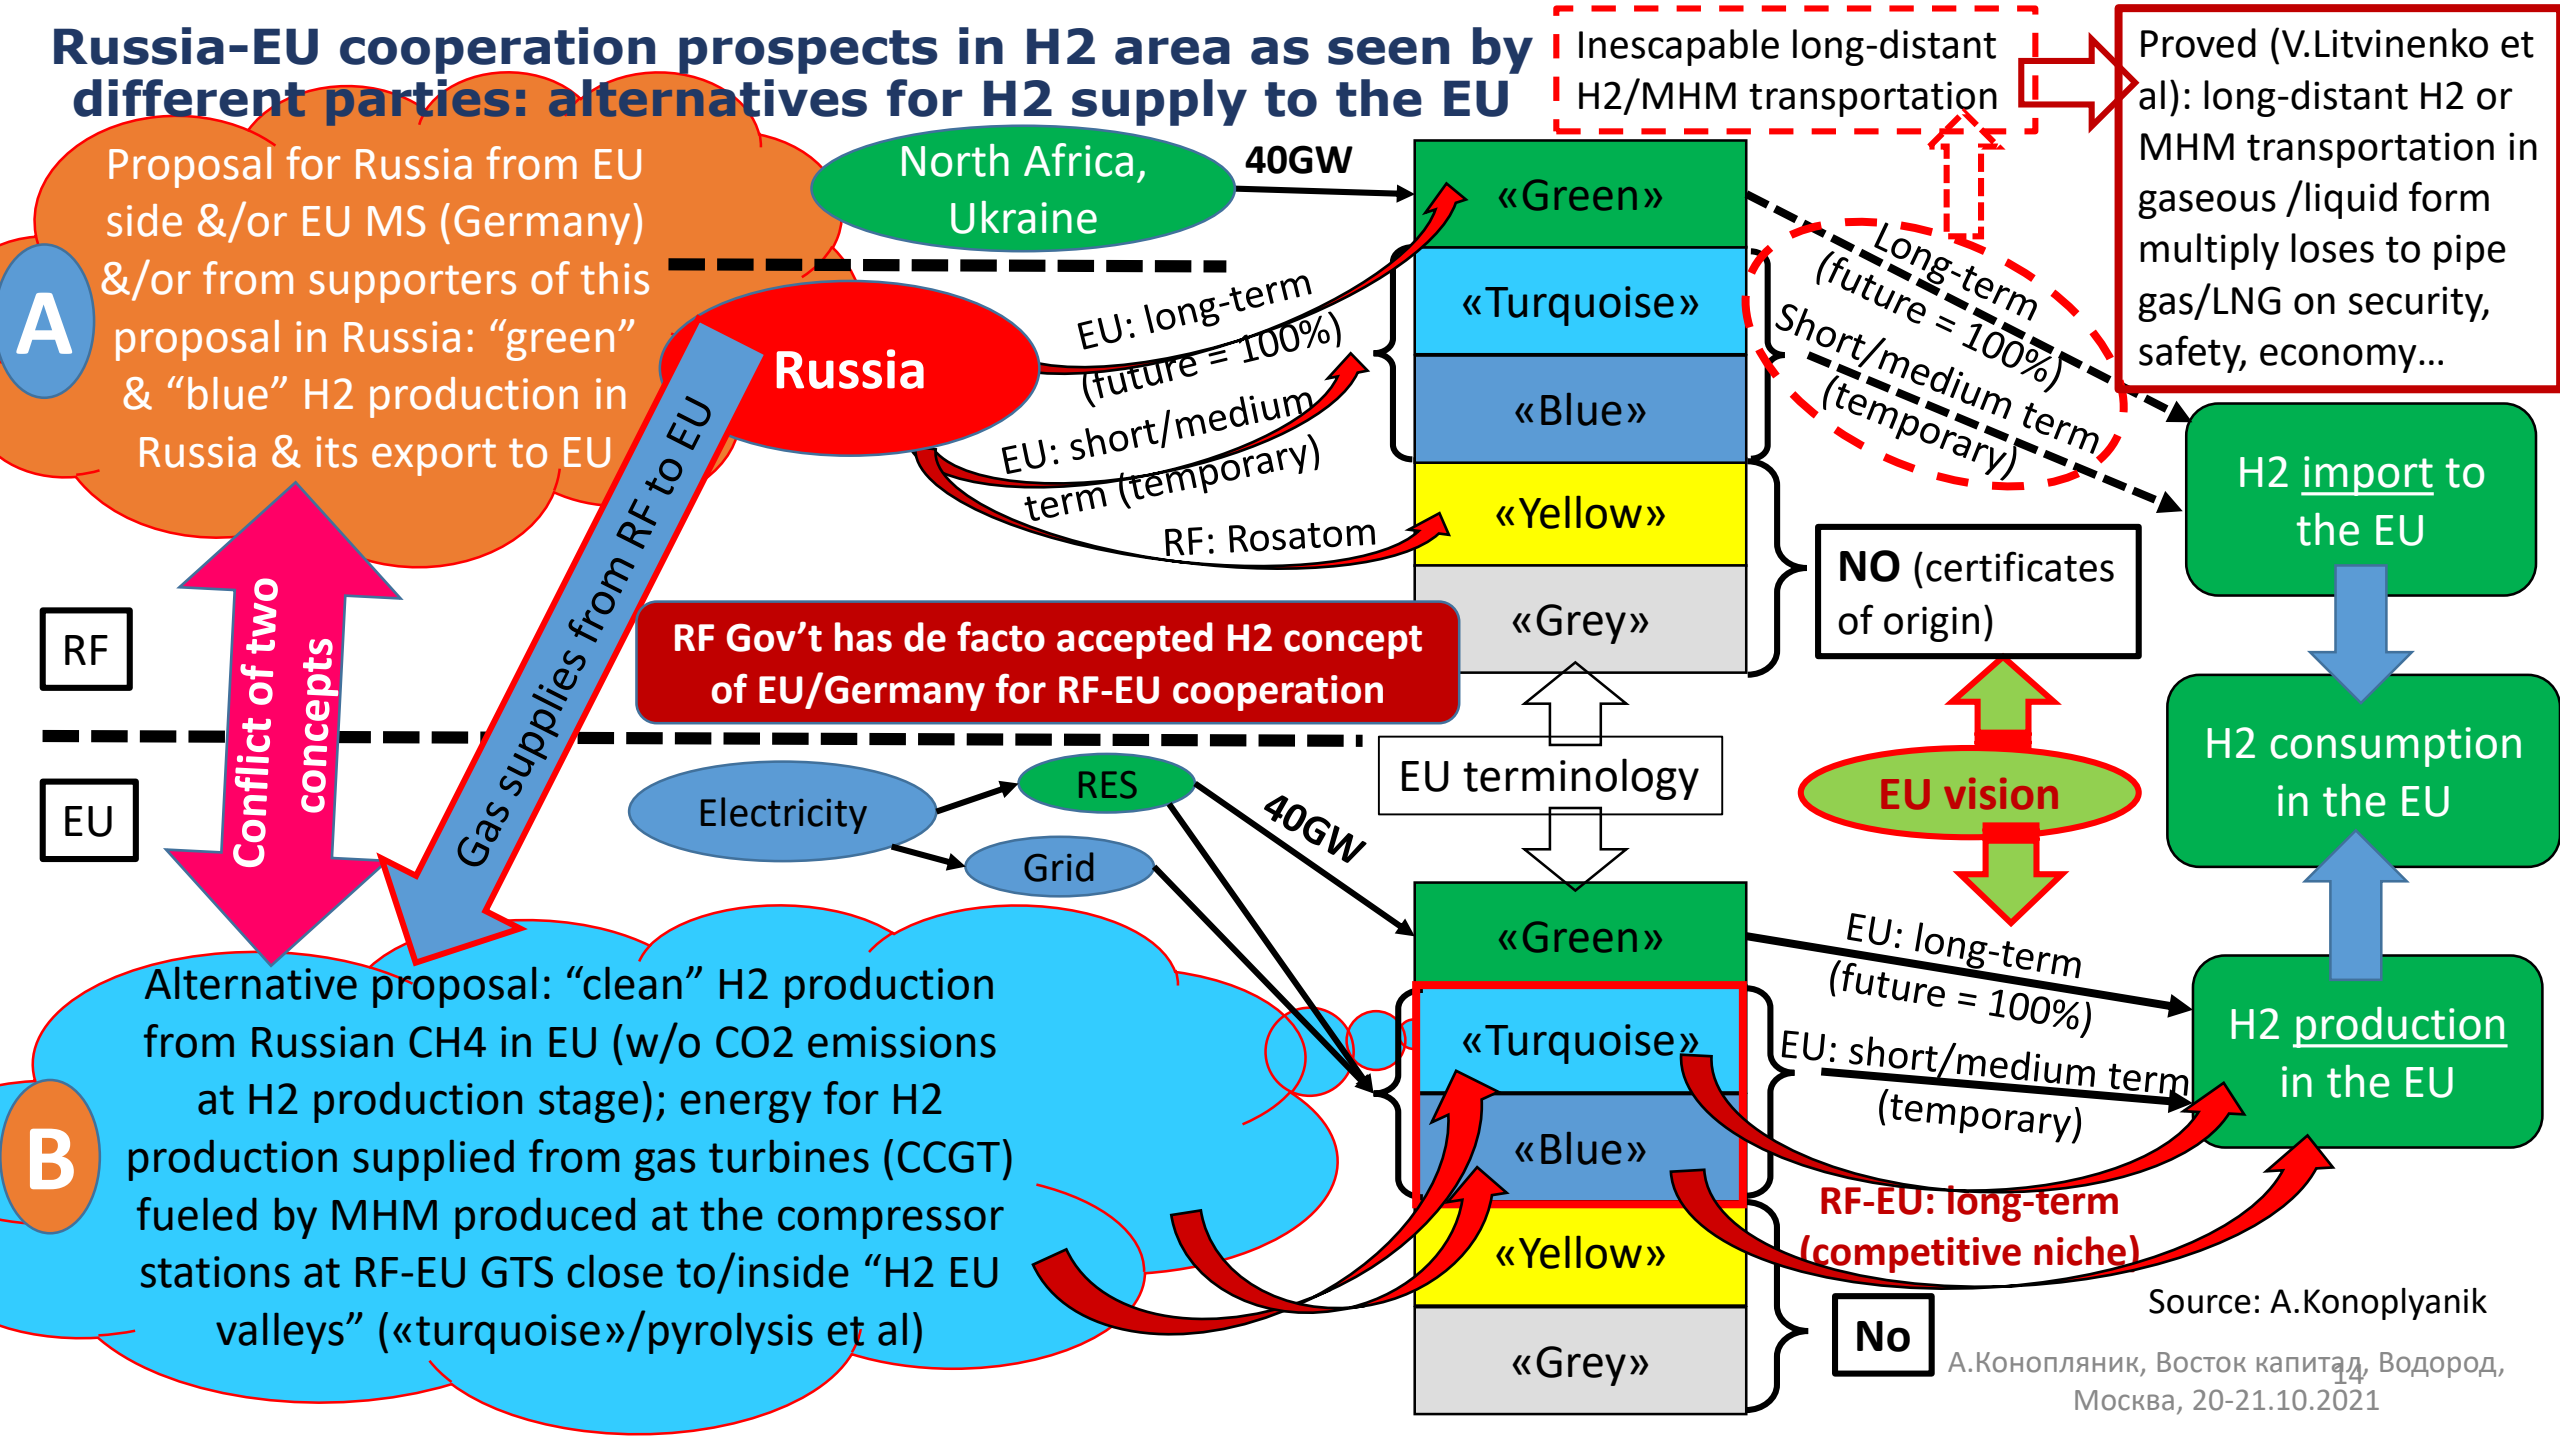 Russia-EU cooperation prospects in H2 area as seen by
different parties: alternatives for H2 supply to the EU
Inescapable long-distant
H2/MHM transportation
Proved (V.Litvinenko et
al): long-distant H2 or
MHM transportation in
gaseous /liquid form
multiply loses to pipe
gas/LNG on security,
safety, economy...
A
Proposal for Russia from EU
side &/or EU MS (Germany)
&/or from supporters of this
proposal in Russia: “green”
& “blue” H2 production in
Russia & its export to EU
North Africa,
Ukraine
40GW
Russia
EU: long-term
(future = 100%)
EU: short/medium
term (temporary)
RF: Rosatom
«Green»
«Turquoise»
«Blue»
«Yellow»
«Grey»
Long-term
(future = 100%)
Short/medium term
(temporary)
NO (certificates
of origin)
H2 import to
the EU
RF
EU
Conflict of two
concepts
Gas supplies from RF to EU
RF Gov’t has de facto accepted H2 concept
of EU/Germany for RF-EU cooperation
EU terminology
EU vision
H2 consumption
in the EU
Electricity
RES
Grid
40GW
B
Alternative proposal: “clean” H2 production
from Russian CH4 in EU (w/o CO2 emissions
at H2 production stage); energy for H2
production supplied from gas turbines (CCGT)
fueled by MHM produced at the compressor
stations at RF-EU GTS close to/inside “H2 EU
valleys” («turquoise»/pyrolysis et al)
«Green»
«Turquoise»
«Blue»
«Yellow»
«Grey»
EU: long-term
(future = 100%)
EU: short/medium term
(temporary)
H2 production
in the EU
RF-EU: long-term
(competitive niche)
No
Source: A.Konoplyanik
А.Конопляник, Восток капитал, Водород,
Москва, 20-21.10.2021
14